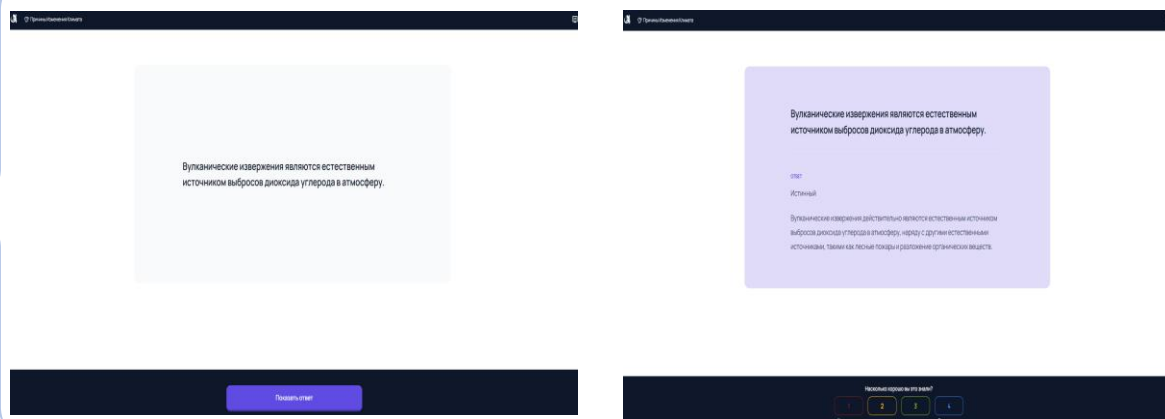 Причины Изменения Климата
Вулканические извержения являются естественным
источником выбросов диоксида углерода в атмосферу.
Показать ответ
Причины Изменения Климата
Вулканические извержения являются естественным
источником выбросов диоксида углерода в атмосферу.
ответ
Истинный
Вулканические извержения действительно являются естественным источником
выбросов диоксида углерода в атмосферу, наряду с другими естественными
источниками, такими как лесные пожары и разложение органических веществ.
Насколько хорошо вы это знали?
1 2 3 4